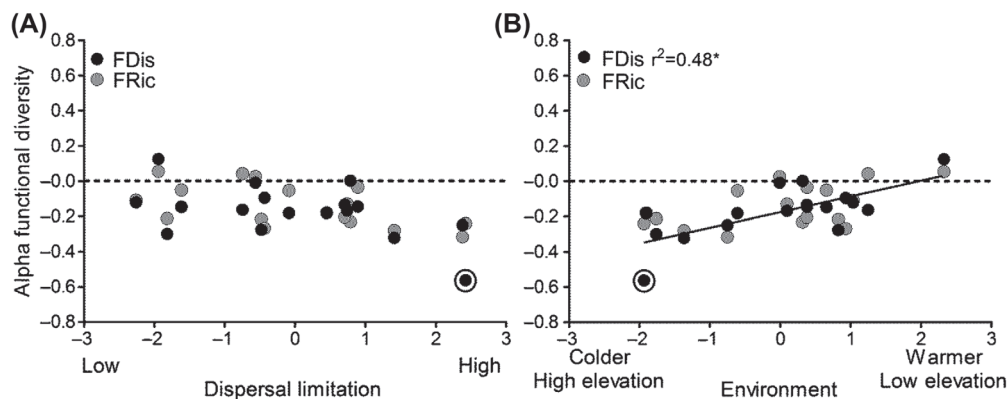 (A)
0.8
0.6
0.4
0.2
–0.0
–0.2
–0.4
–0.6
–0.8
Alpha functional diversity
FDis
FRic
–3 –2 –1 0 1 2 3
Low High
Dispersal limitation
(B)
0.8
0.6
0.4
0.2
–0.0
–0.2
–0.4
–0.6
–0.8
FDis r²=0.48*
FRic
–3 –2 –1 0 1 2 3
Colder Warmer
High elevation Environment Low elevation